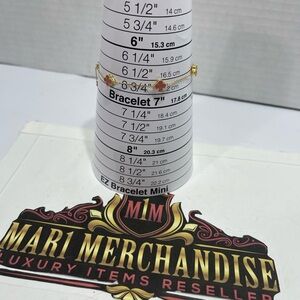 5 1/2" 14 cm
5 3/4" 14.6 cm
6" 15.3 cm
6 1/4" 15.9 cm
6 1/2" 16.5 cm
6 3/4"
Bracelet 7" 17.8 cm
7 1/4" 18.4 cm
7 1/2" 19.1 cm
7 3/4" 19.7 cm
8" 20.3 cm
8 1/4" 21 cm
8 1/2" 21.6 cm
8 3/4" 22.2 cm
EZ Bracelet Mini
M1M
MARI MERCHANDISE
LUXURY ITEMS RESELLER